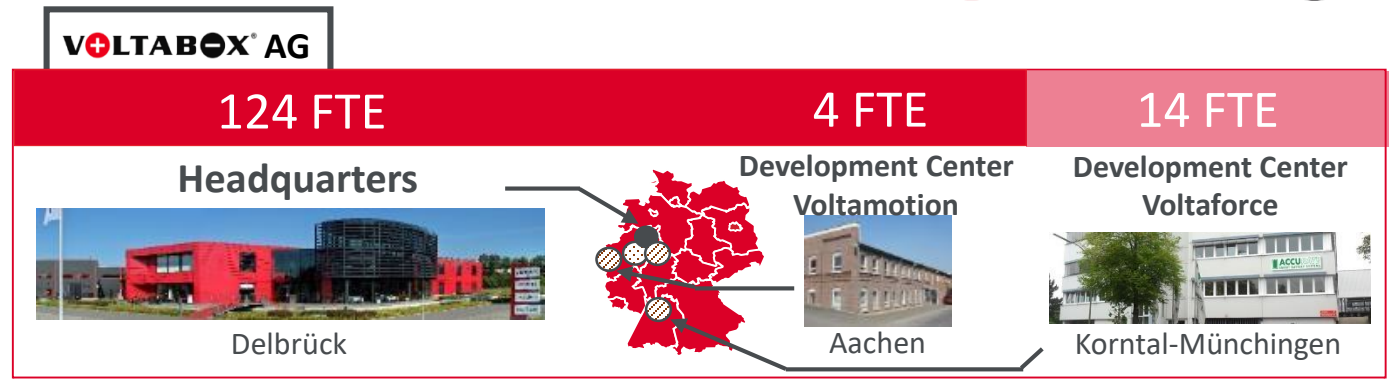 VOLTABOX® AG
124 FTE
4 FTE
14 FTE
Headquarters
Development Center
Voltamotion
Development Center
Voltaforce
ACCU
Delbrück
Aachen
Korntal-Münchingen